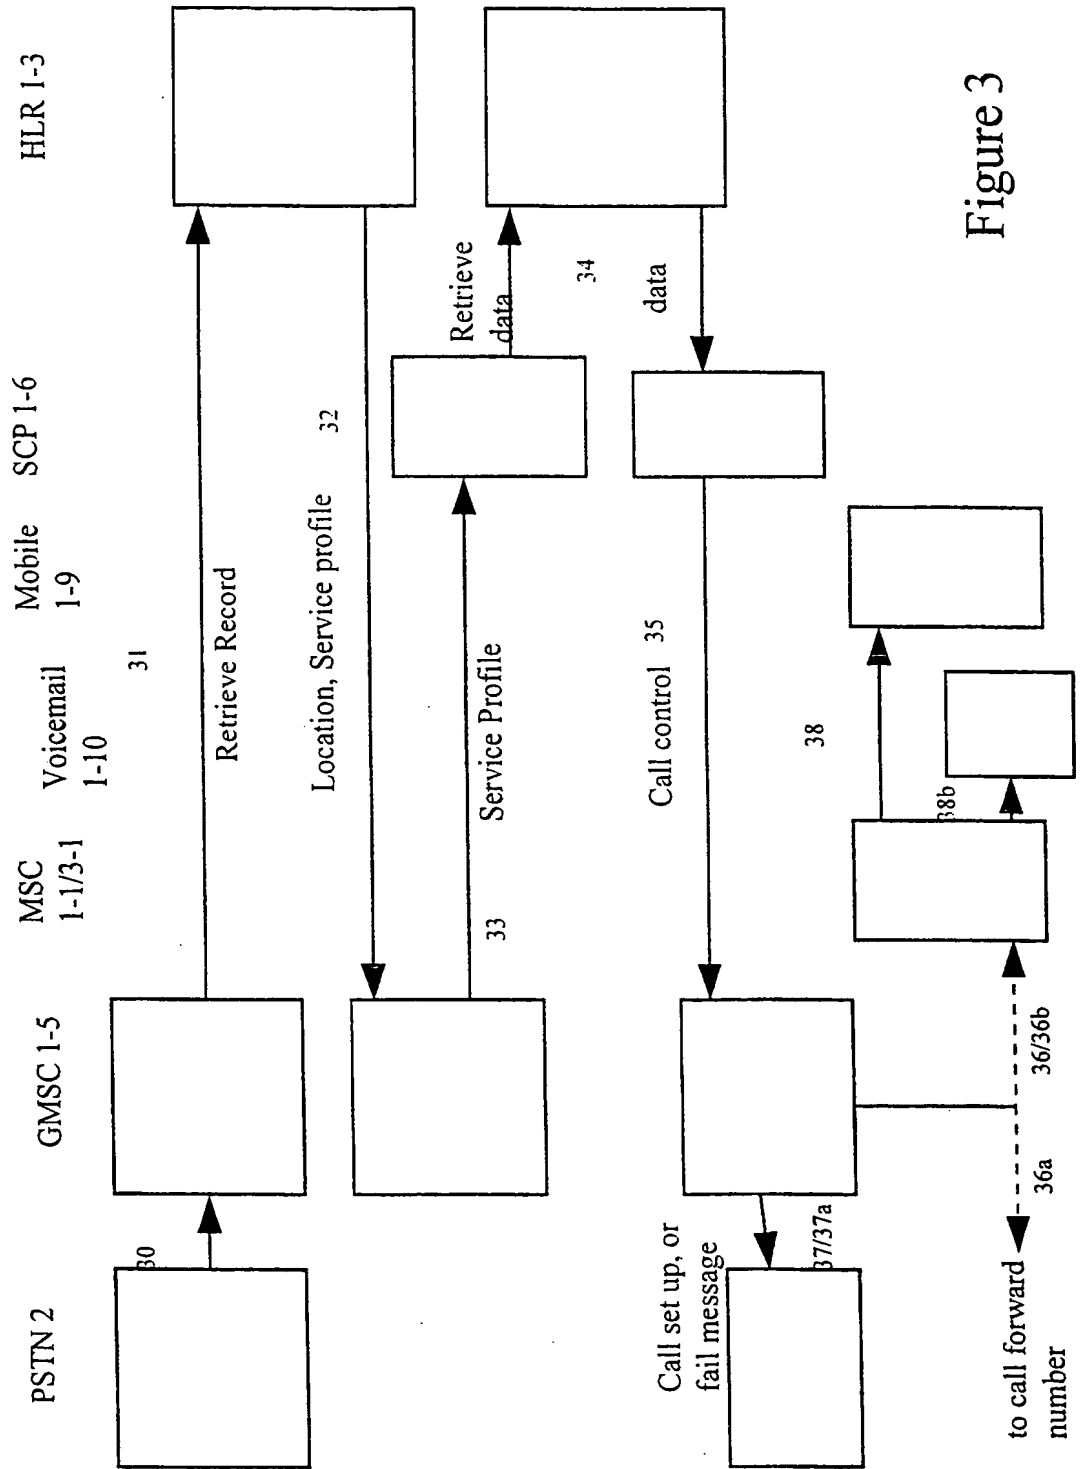 PSTN 2
GMSC 1-5
MSC
1-1/3-1
Voicemail
1-10
Mobile
1-9
SCP 1-6
HLR 1-3
30
31
Retrieve Record
32
Location, Service profile
33
Service Profile
Retrieve
data
34
data
35
Call control
Call set up, or
fail message
37/37a
38
38b
36a
36/36b
to call forward
number
Figure 3